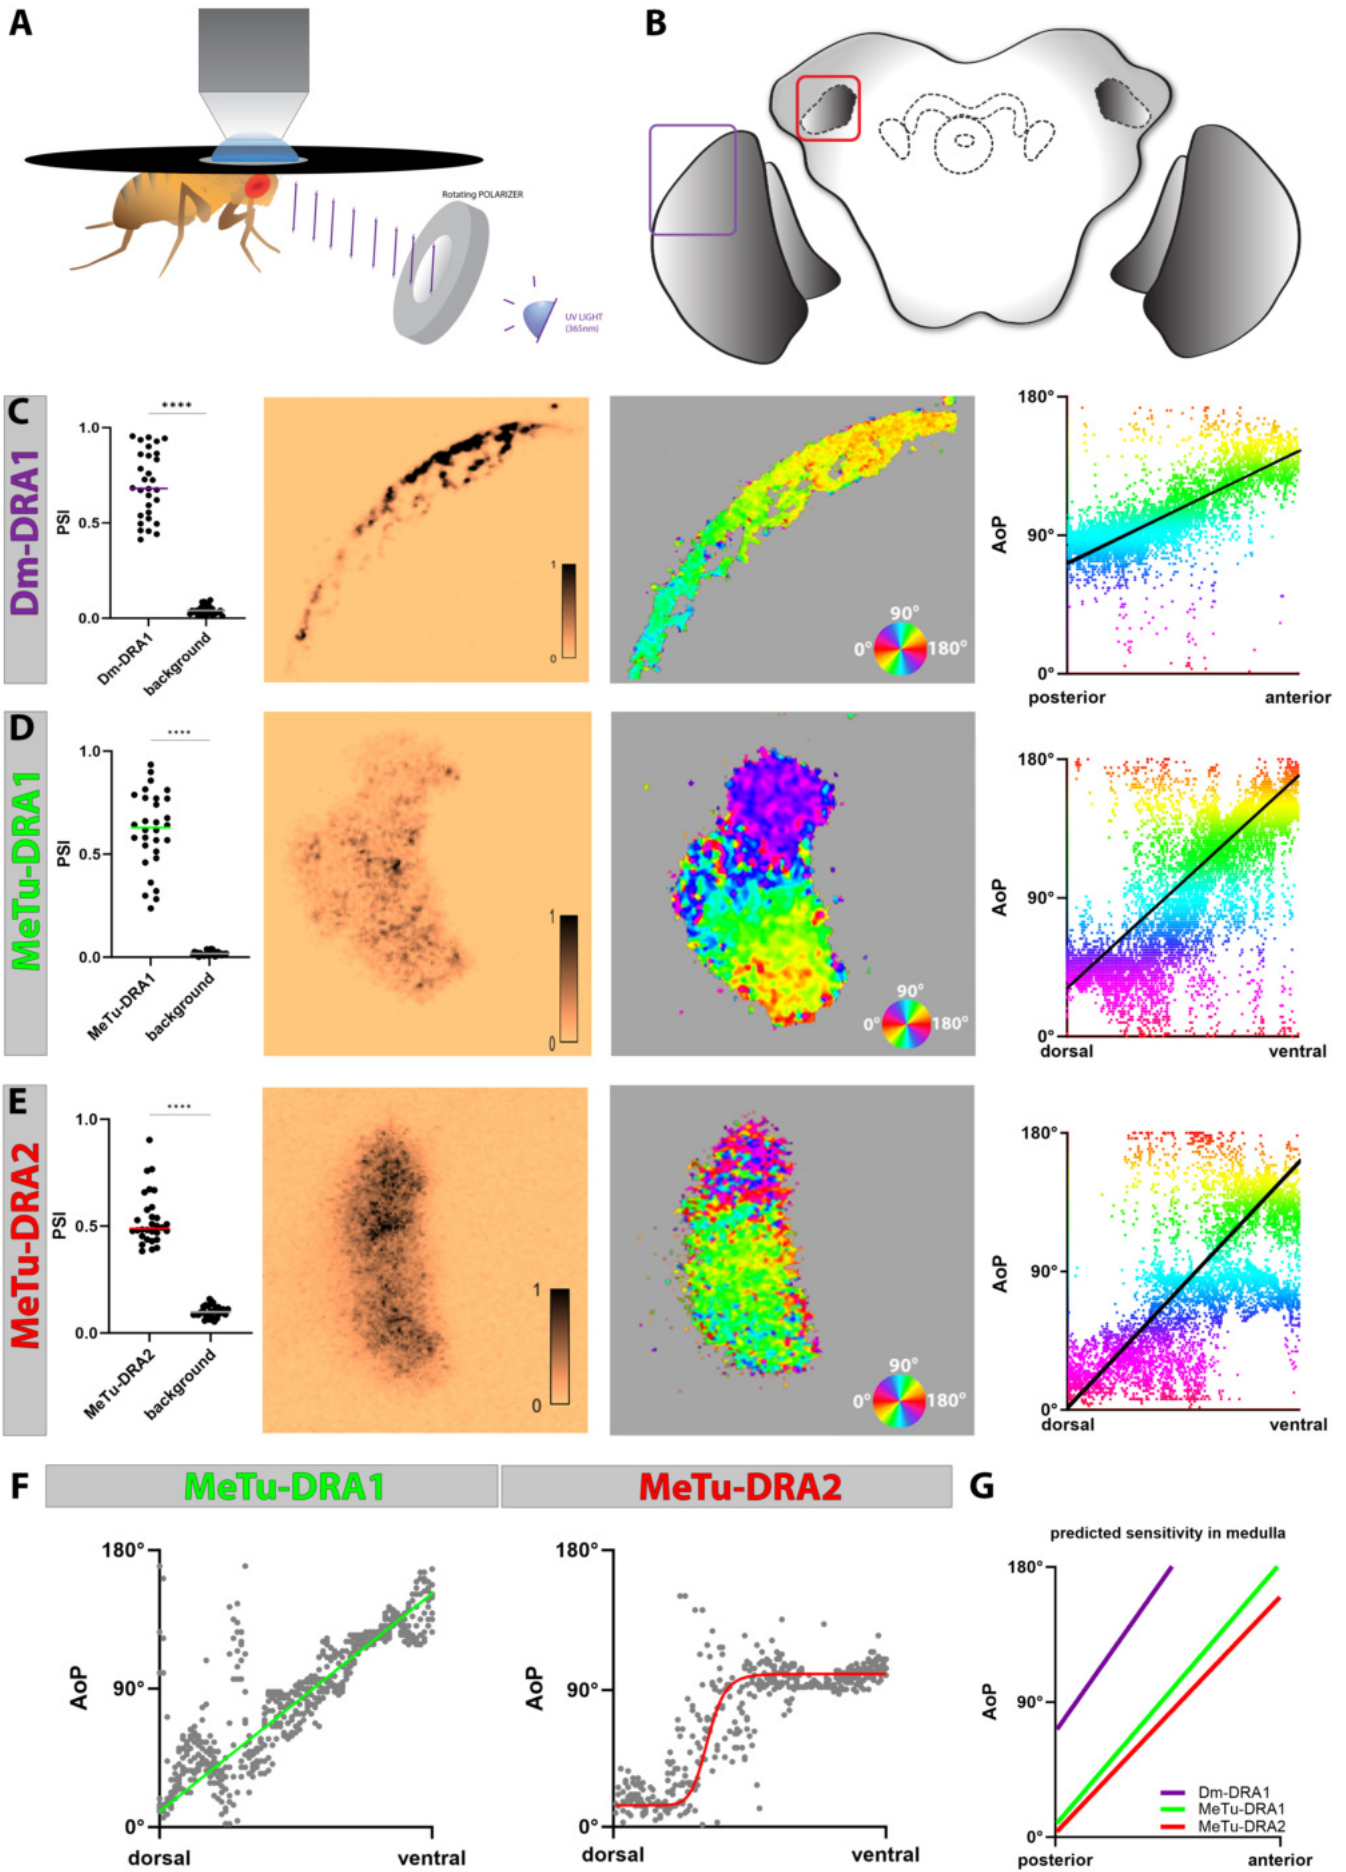 A
Rotating POLARIZER
UV LIGHT
(365nm)
B
C
Dm-DRA1
****
1.0
0.5
0.0
PSI
Dm-DRA1
background
1
0
90°
0°
180°
180°
90°
0°
AoP
posterior
anterior
D
MeTu-DRA1
****
1.0
0.5
0.0
PSI
MeTu-DRA1
background
1
0
90°
0°
180°
180°
90°
0°
AoP
dorsal
ventral
E
MeTu-DRA2
****
1.0
0.5
0.0
PSI
MeTu-DRA2
background
1
0
90°
0°
180°
180°
90°
0°
AoP
dorsal
ventral
F
MeTu-DRA1
180°
90°
0°
AoP
dorsal
ventral
MeTu-DRA2
180°
90°
0°
AoP
dorsal
ventral
G
predicted sensitivity in medulla
180°
90°
0°
AoP
Dm-DRA1
MeTu-DRA1
MeTu-DRA2
posterior
anterior